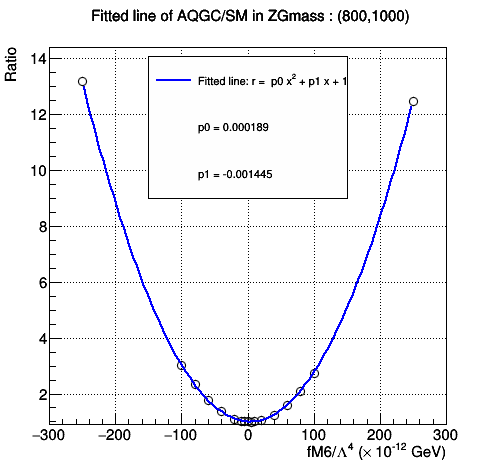 Fitted line of AQGC/SM in ZGmass : (800,1000)
Ratio
14
12
10
8
6
4
2
Fitted line: r = p0 x² + p1 x + 1
p0 = 0.000189
p1 = -0.001445
−300 −200 −100 0 100 200 300
fM6/Λ⁴ (× 10⁻¹² GeV)